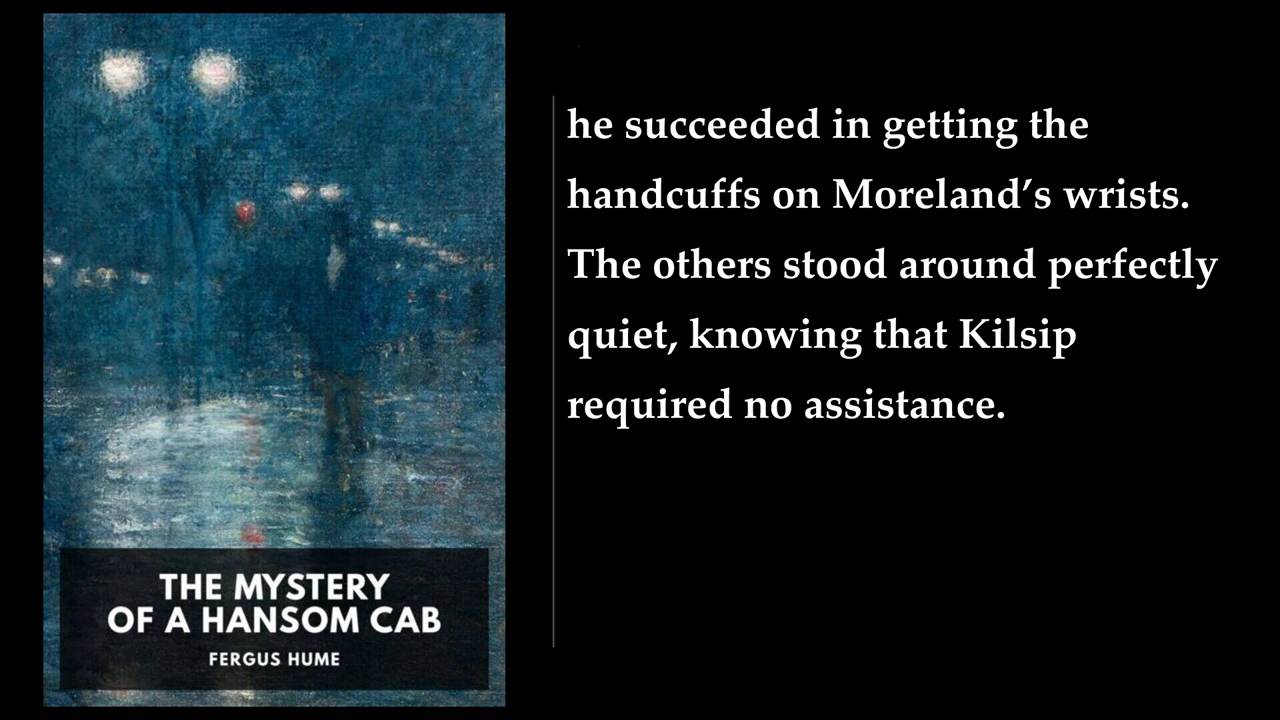 he succeeded in getting the
handcuffs on Moreland’s wrists.
The others stood around perfectly
quiet, knowing that Kilsip
required no assistance.
THE MYSTERY
OF A HANSOM CAB
FERGUS HUME